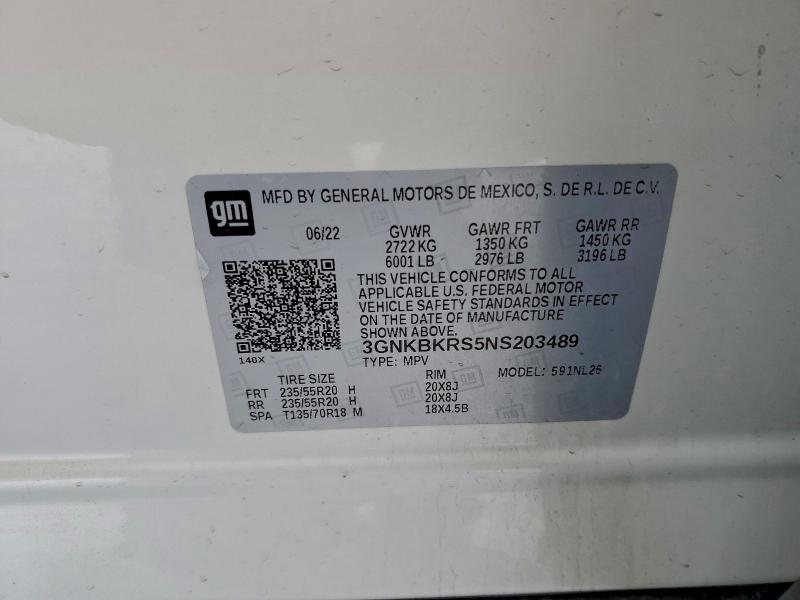 gm
MFD BY GENERAL MOTORS DE MEXICO, S. DE R.L. DE C.V.
06/22 GVWR GAWR FRT GAWR RR
2722 KG 1350 KG 1450 KG
6001 LB 2976 LB 3196 LB
THIS VEHICLE CONFORMS TO ALL
APPLICABLE U.S. FEDERAL MOTOR
VEHICLE SAFETY STANDARDS IN EFFECT
ON THE DATE OF MANUFACTURE
SHOWN ABOVE.
3GNKBKRS5NS203489
140X TYPE: MPV MODEL: 591NL26
TIRE SIZE RIM
FRT 235/55R20 H 20X8J
RR 235/55R20 H 20X8J
SPA T135/70R18 M 18X4.5B